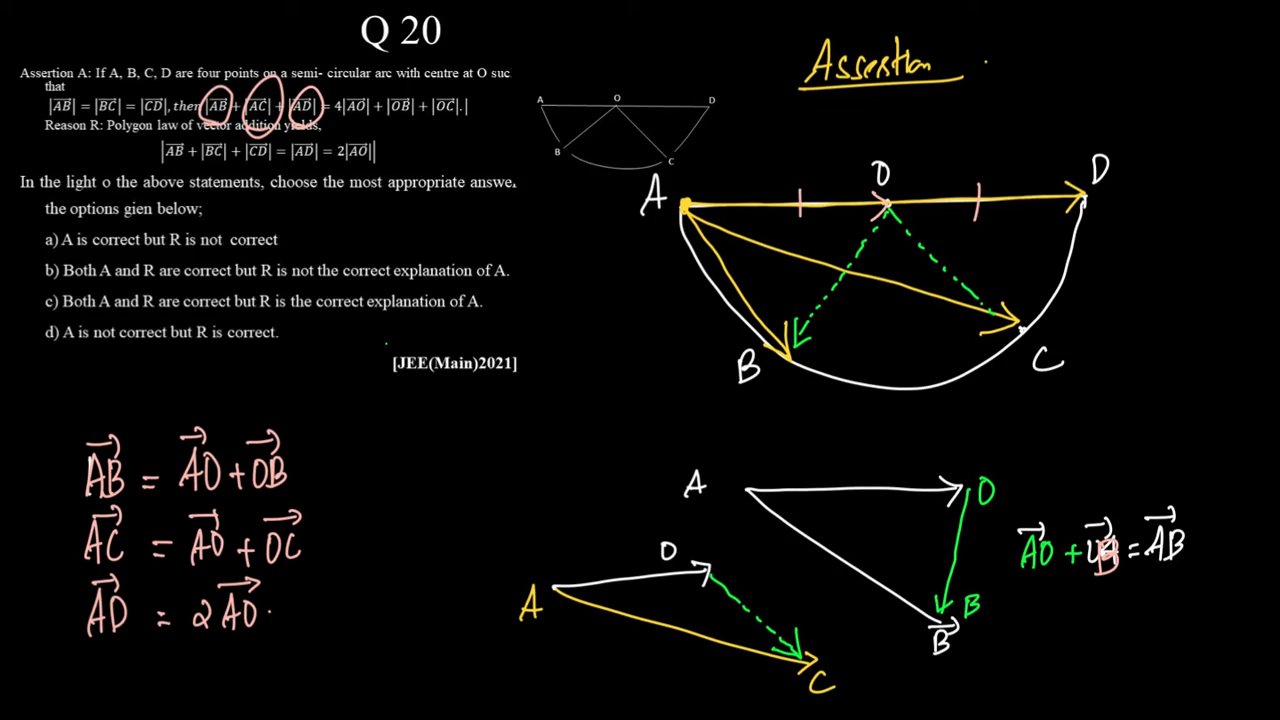 Q 20
Assertion A: If A, B, C, D are four points on a semi- circular arc with centre at O suc
that
|AB⃗| = |BC⃗| = |CD⃗|, then |AB⃗| + |AC⃗| + |AD⃗| = 4|AO⃗| + |OB⃗| + |OC⃗|.|
Reason R: Polygon law of vector addition yields,
|AB⃗ + |BC⃗| + |CD⃗| = |AD⃗| = 2|AO⃗||
In the light o the above statements, choose the most appropriate answe
the options gien below;
a) A is correct but R is not correct
b) Both A and R are correct but R is not the correct explanation of A.
c) Both A and R are correct but R is the correct explanation of A.
d) A is not correct but R is correct.
[JEE(Main)2021]
A O D
B C
Assertion
A O D
B C
AB⃗ = AO⃗ + OB⃗
AC⃗ = AO⃗ + OC⃗
AD⃗ = 2AO⃗.
A O
B
B⃗
AO⃗ + OB⃗ = AB⃗
O
A
C